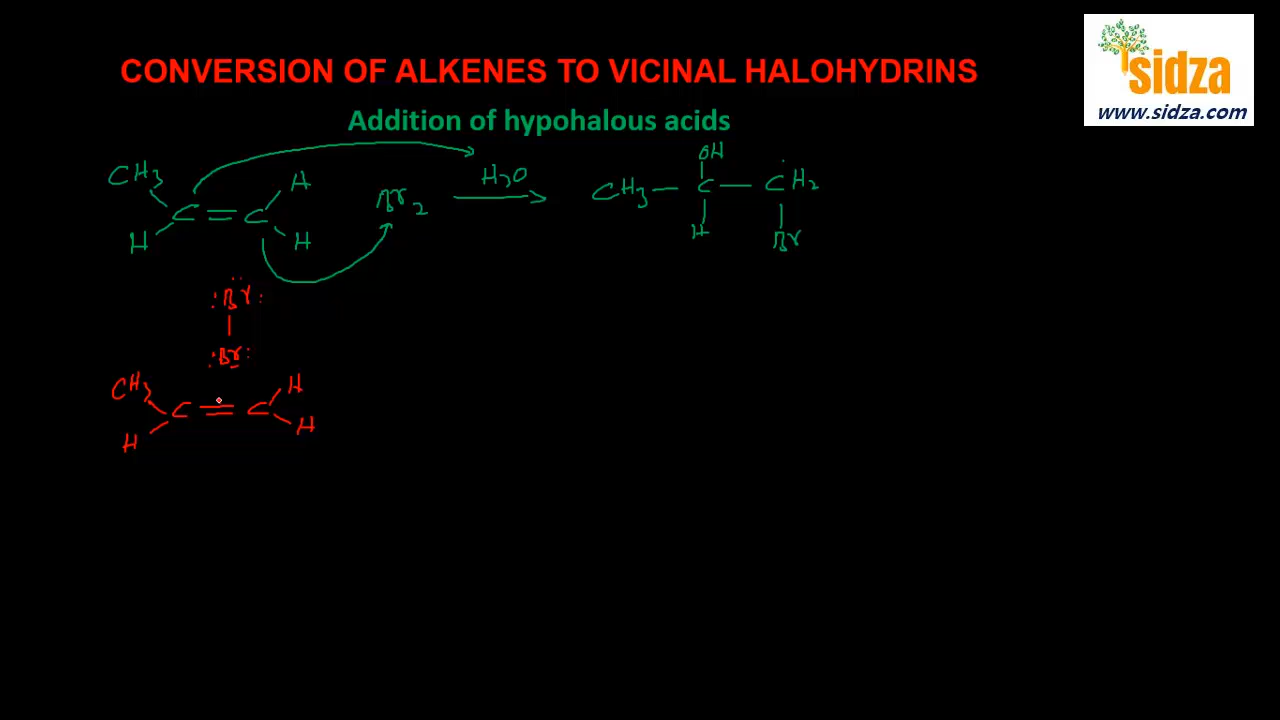 CONVERSION OF ALKENES TO VICINAL HALOHYDRINS
sidza
www.sidza.com
Addition of hypohalous acids
CH3 H
C=C
H H
Br2
H2O
OH
CH3 - C - CH2
H Br
:Br:
:Br:
CH3 H
C=C
H H